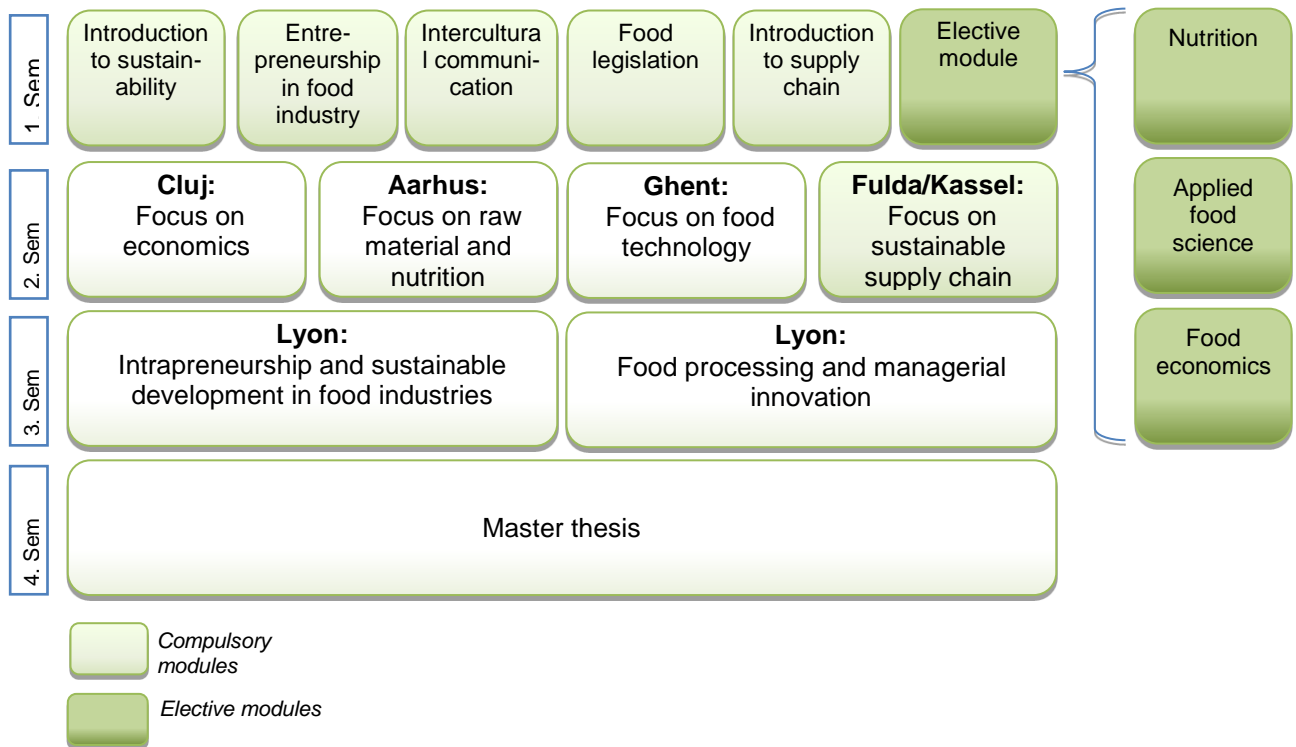 1. Sem
Introduction
to sustain-
ability
Entre-
preneurship
in food
industry
Intercultura
l communi-
cation
Food
legislation
Introduction
to supply
chain
Elective
module
Nutrition
2. Sem
Cluj:
Focus on
economics
Aarhus:
Focus on raw
material and
nutrition
Ghent:
Focus on food
technology
Fulda/Kassel:
Focus on
sustainable
supply chain
Applied
food
science
3. Sem
Lyon:
Intrapreneurship and sustainable
development in food industries
Lyon:
Food processing and managerial
innovation
Food
economics
4. Sem
Master thesis
Compulsory
modules
Elective modules